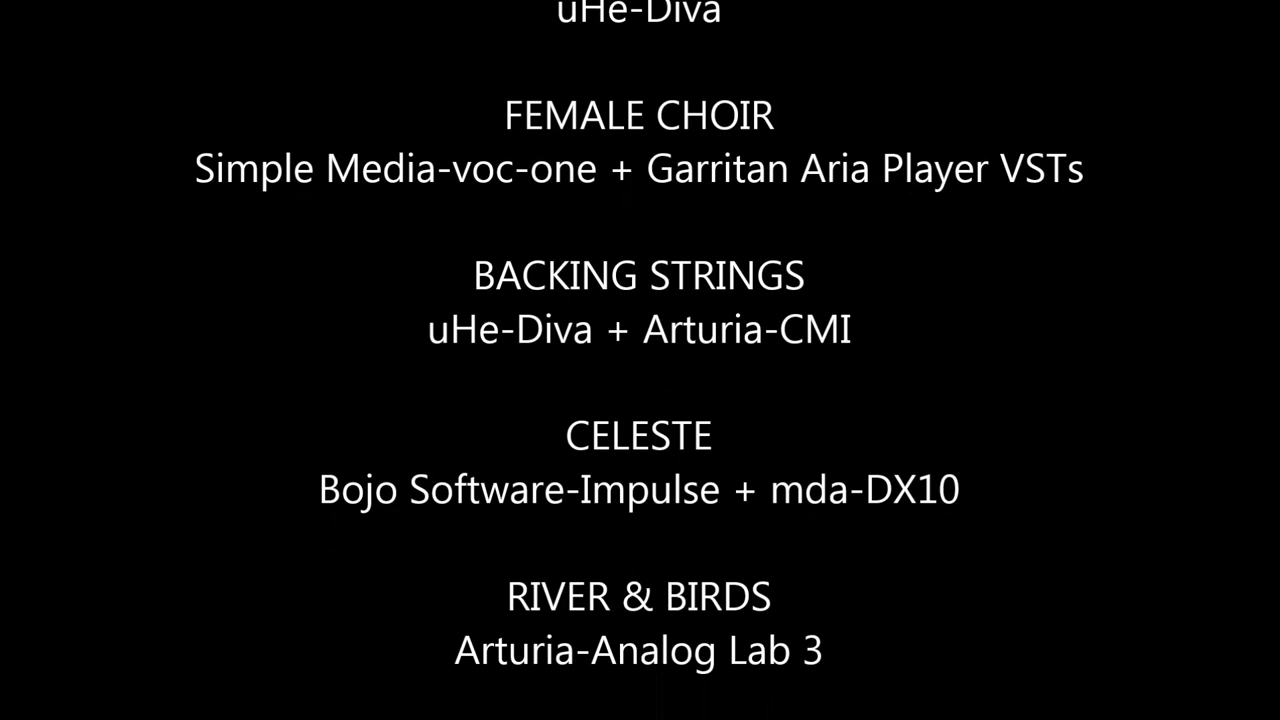 uHe-Diva
FEMALE CHOIR
Simple Media-voc-one + Garritan Aria Player VSTs
BACKING STRINGS
uHe-Diva + Arturia-CMI
CELESTE
Bojo Software-Impulse + mda-DX10
RIVER & BIRDS
Arturia-Analog Lab 3